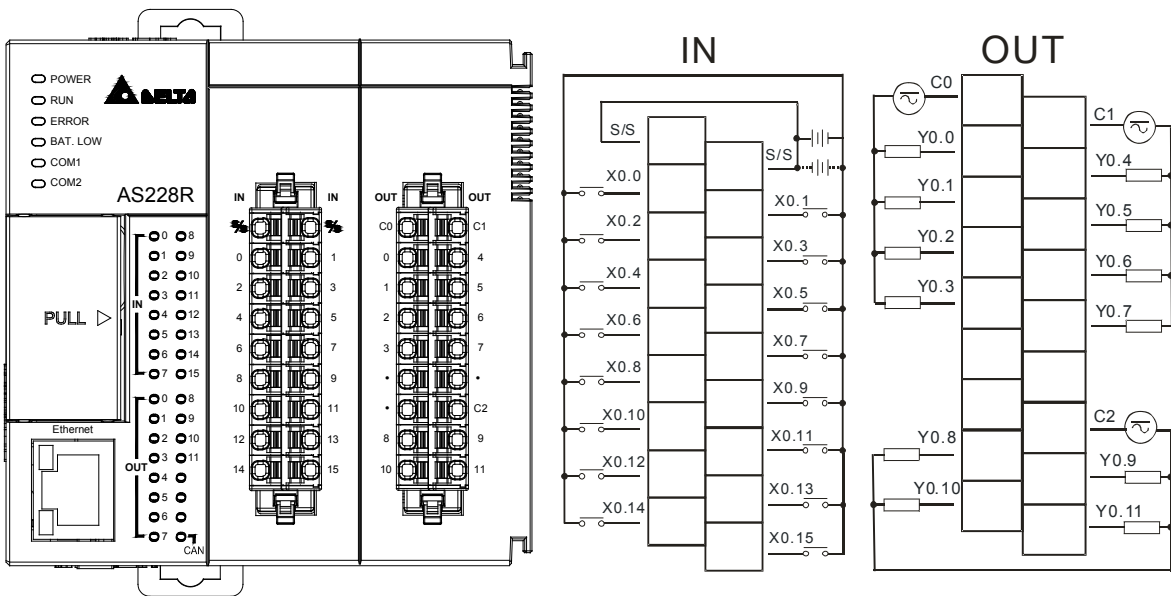 POWER
RUN
ERROR
BAT. LOW
COM1
COM2
DELTA
AS228R
PULL
IN
0 8
1 9
2 10
3 11
4 12
5 13
6 14
7 15
OUT
0 8
1 9
2 10
3 11
4
5
6
7
CAN
Ethernet
IN IN
S/S S/S
0 1
2 3
4 5
6 7
8 9
10 11
12 13
14 15
OUT OUT
C0 C1
0 4
1 5
2 6
3 7
• •
• C2
8 9
10 11
IN
S/S
S/S
X0.0
X0.1
X0.2
X0.3
X0.4
X0.5
X0.6
X0.7
X0.8
X0.9
X0.10
X0.11
X0.12
X0.13
X0.14
X0.15
OUT
C0
C1
Y0.0
Y0.4
Y0.1
Y0.5
Y0.2
Y0.6
Y0.3
Y0.7
C2
Y0.8
Y0.9
Y0.10
Y0.11